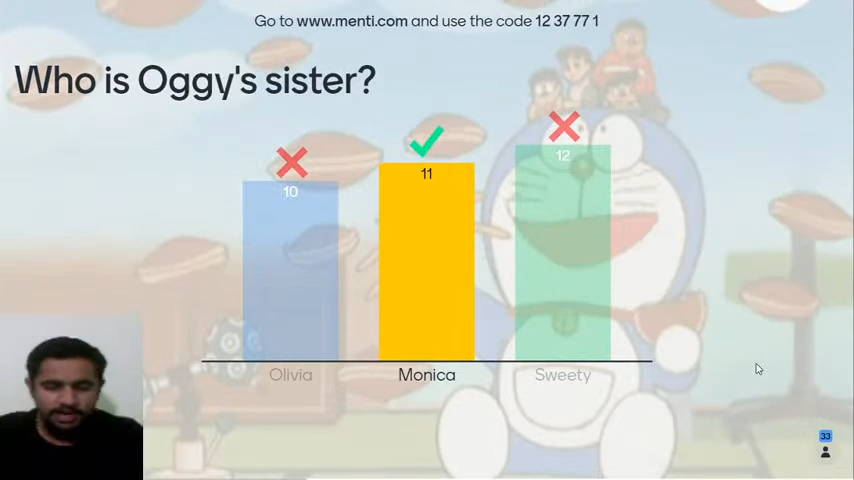 Go to www.menti.com and use the code 12 37 77 1
Who is Oggy's sister?
10
11
12
Olivia
Monica
Sweety
33